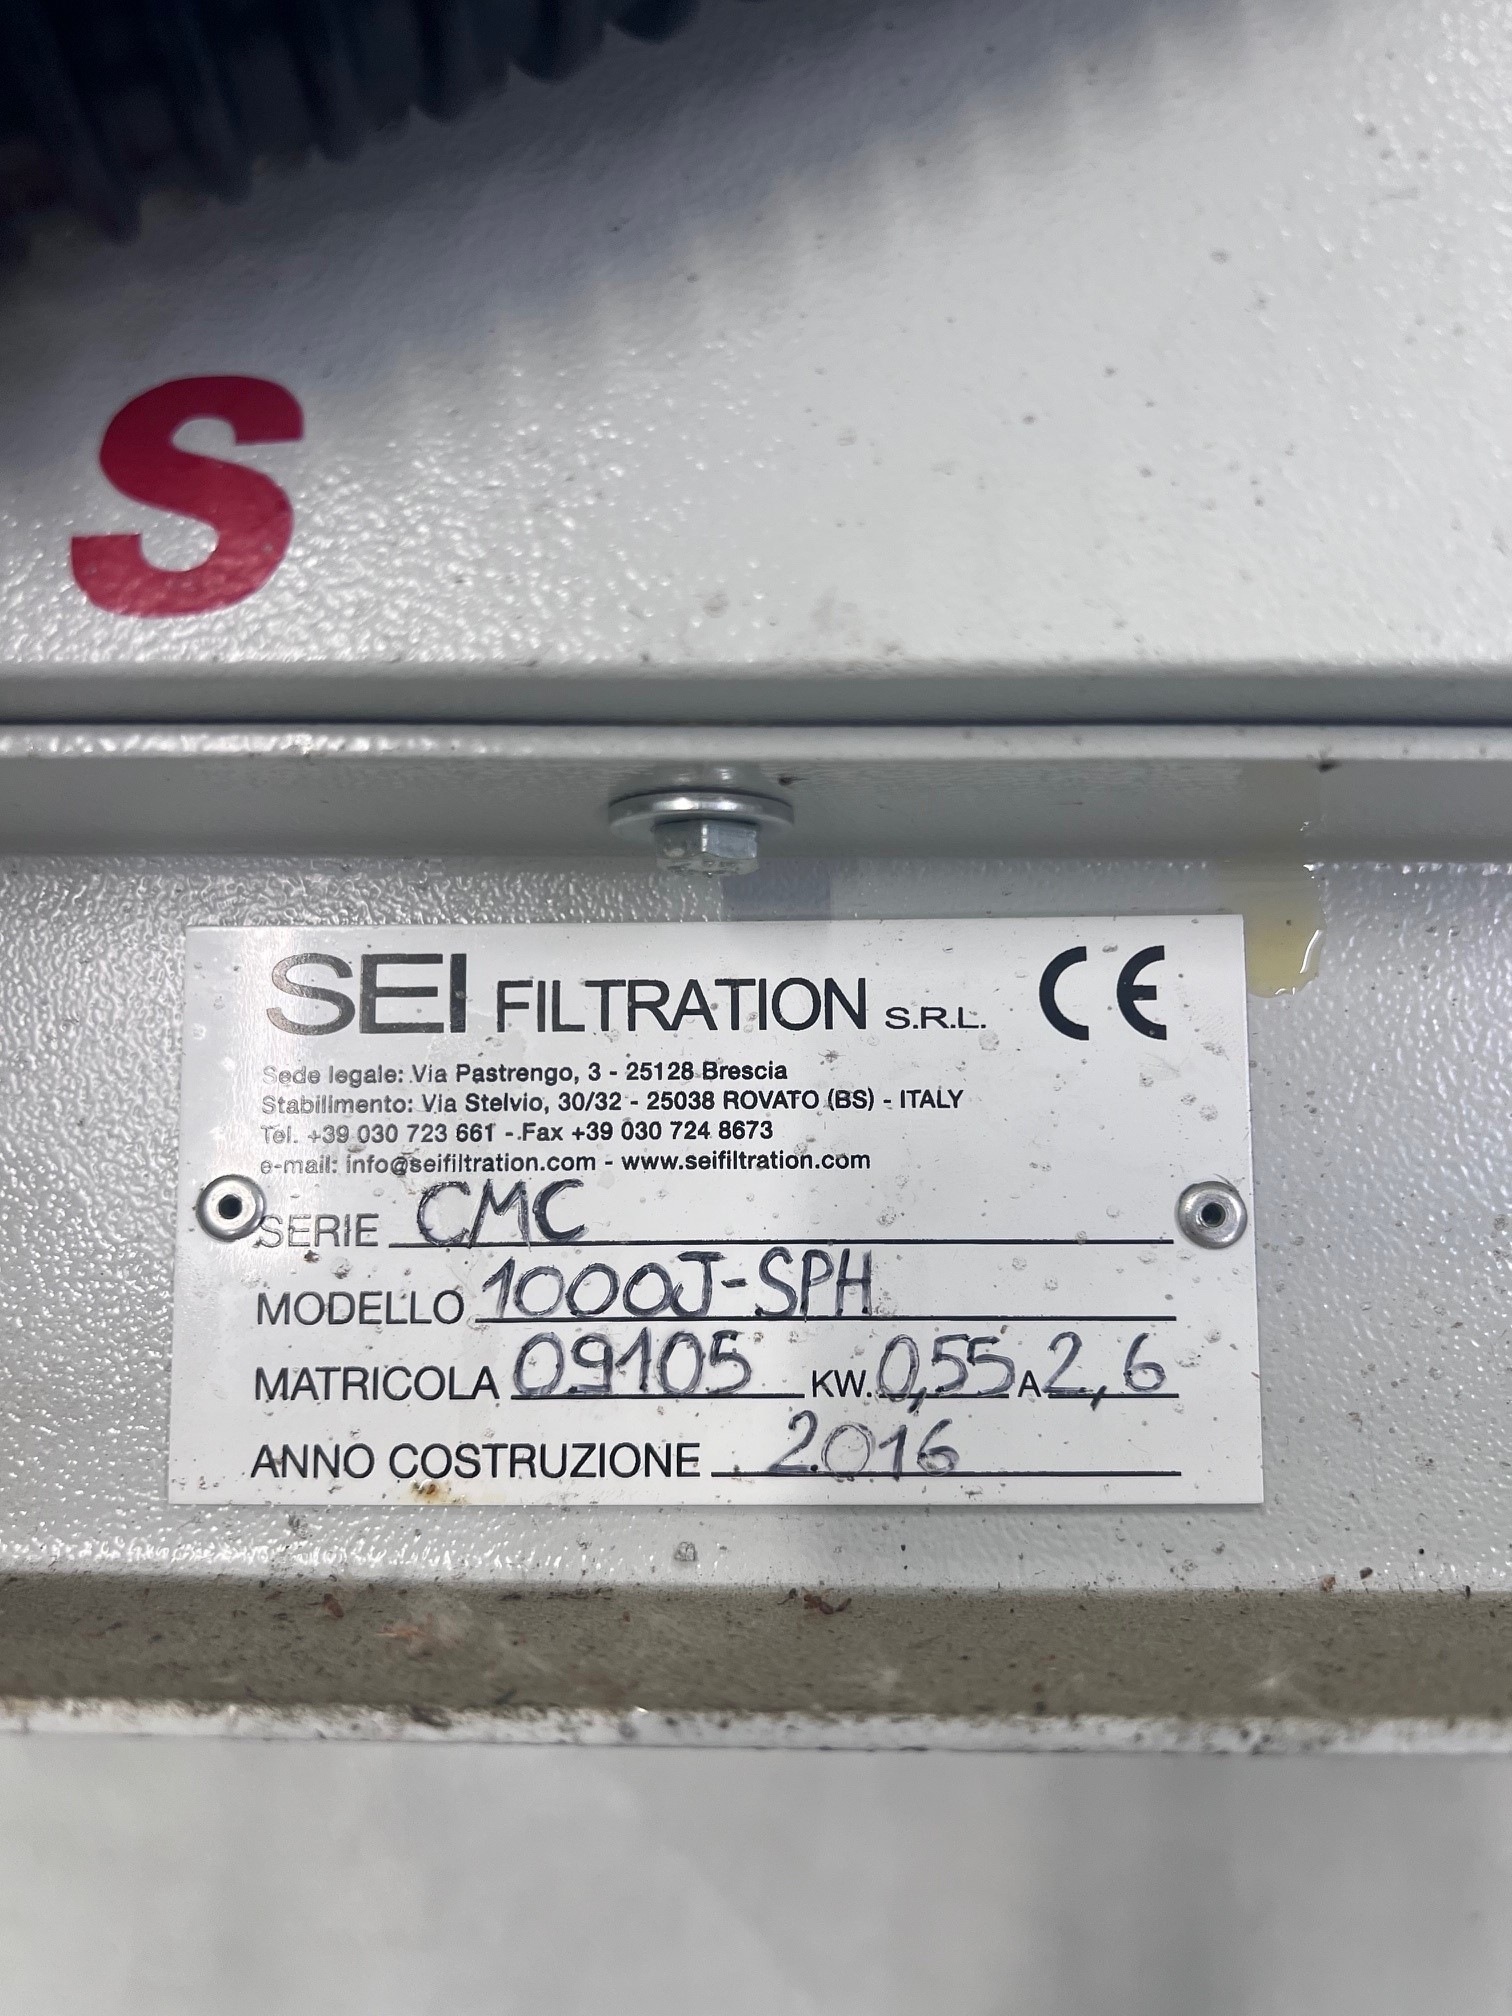 S
SEI FILTRATION S.R.L. CE
Sede legale: Via Pastrengo, 3 - 25128 Brescia
Stabilimento: Via Stelvio, 30/32 - 25038 ROVATO (BS) - ITALY
Tel. +39 030 723 661 - Fax +39 030 724 8673
e-mail: info@seifiltration.com - www.seifiltration.com
SERIE CMC
MODELLO 1000J-SPH
MATRICOLA 09105 KW. 0,55 A 2,6
ANNO COSTRUZIONE 2016